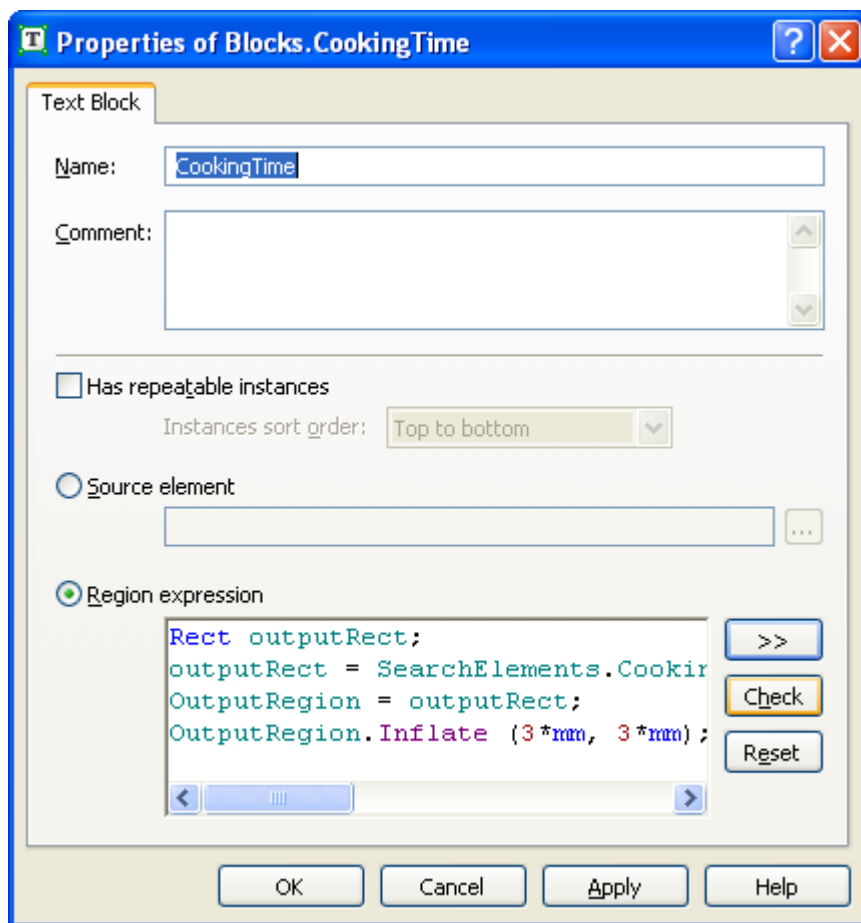 T Properties of Blocks.CookingTime ?
Text Block
Name: CookingTime
Comment:
Has repeatable instances
Instances sort order: Top to bottom
Source element
...
Region expression
Rect outputRect;
outputRect = SearchElements.Cookin
OutputRegion = outputRect;
OutputRegion.Inflate (3*mm, 3*mm);
>>
Check
Reset
OK Cancel Apply Help